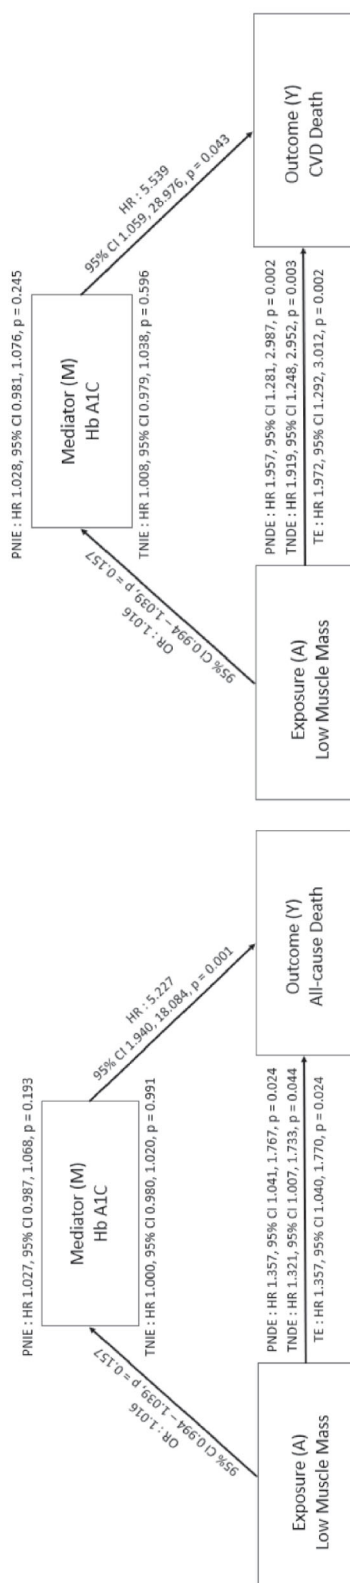 PNIE : HR 1.027, 95% CI 0.987, 1.068, p = 0.193
Mediator (M)
Hb A1C
TNIE : HR 1.000, 95% CI 0.980, 1.020, p = 0.991
OR : 1.016
95% CI 0.994 – 1.039, p = 0.157
HR : 5.227
95% CI 1.940, 18.084, p = 0.001
Exposure (A)
Low Muscle Mass
PNDE : HR 1.357, 95% CI 1.041, 1.767, p = 0.024
TNDE : HR 1.321, 95% CI 1.007, 1.733, p = 0.044
TE : HR 1.357, 95% CI 1.040, 1.770, p = 0.024
Outcome (Y)
All-cause Death
PNIE : HR 1.028, 95% CI 0.981, 1.076, p = 0.245
Mediator (M)
Hb A1C
TNIE : HR 1.008, 95% CI 0.979, 1.038, p = 0.596
OR : 1.016
95% CI 0.994 – 1.039, p = 0.157
HR : 5.539
95% CI 1.059, 28.976, p = 0.043
Exposure (A)
Low Muscle Mass
PNDE : HR 1.957, 95% CI 1.281, 2.987, p = 0.002
TNDE : HR 1.919, 95% CI 1.248, 2.952, p = 0.003
TE : HR 1.972, 95% CI 1.292, 3.012, p = 0.002
Outcome (Y)
CVD Death